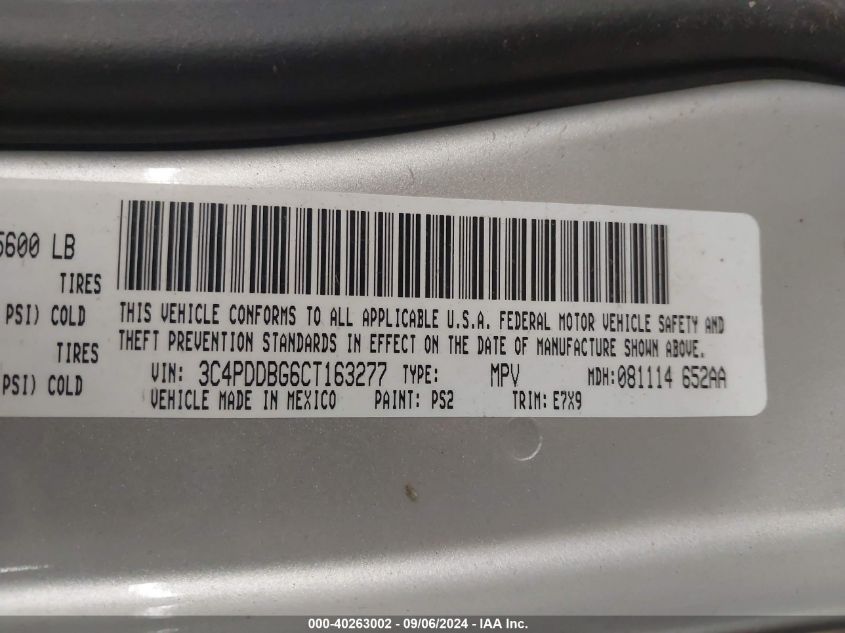 5600 LB
TIRES
PSI) COLD
TIRES
PSI) COLD
THIS VEHICLE CONFORMS TO ALL APPLICABLE U.S.A. FEDERAL MOTOR VEHICLE SAFETY AND
THEFT PREVENTION STANDARDS IN EFFECT ON THE DATE OF MANUFACTURE SHOWN ABOVE.
VIN: 3C4PDDBG6CT163277 TYPE: MPV MDH:081114 652AA
VEHICLE MADE IN MEXICO PAINT: PS2 TRIM: E7X9
000-40263002 - 09/06/2024 - IAA Inc.